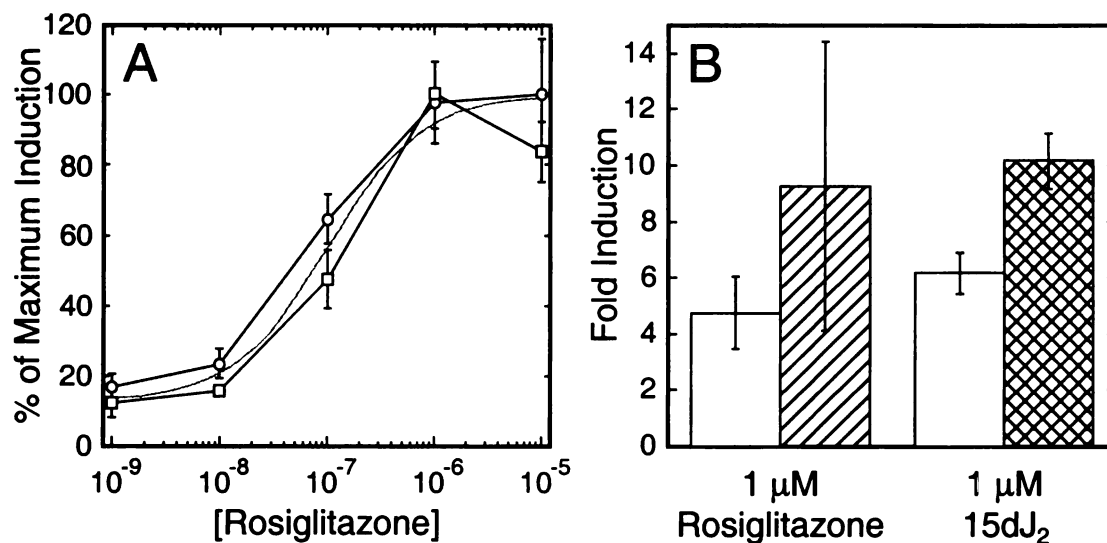 A
% of Maximum Induction
120
100
80
60
40
20
0
10-9
10-8
10-7
10-6
10-5
[Rosiglitazone]
B
Fold Induction
14
12
10
8
6
4
2
0
1 μM
Rosiglitazone
1 μM
15dJ2